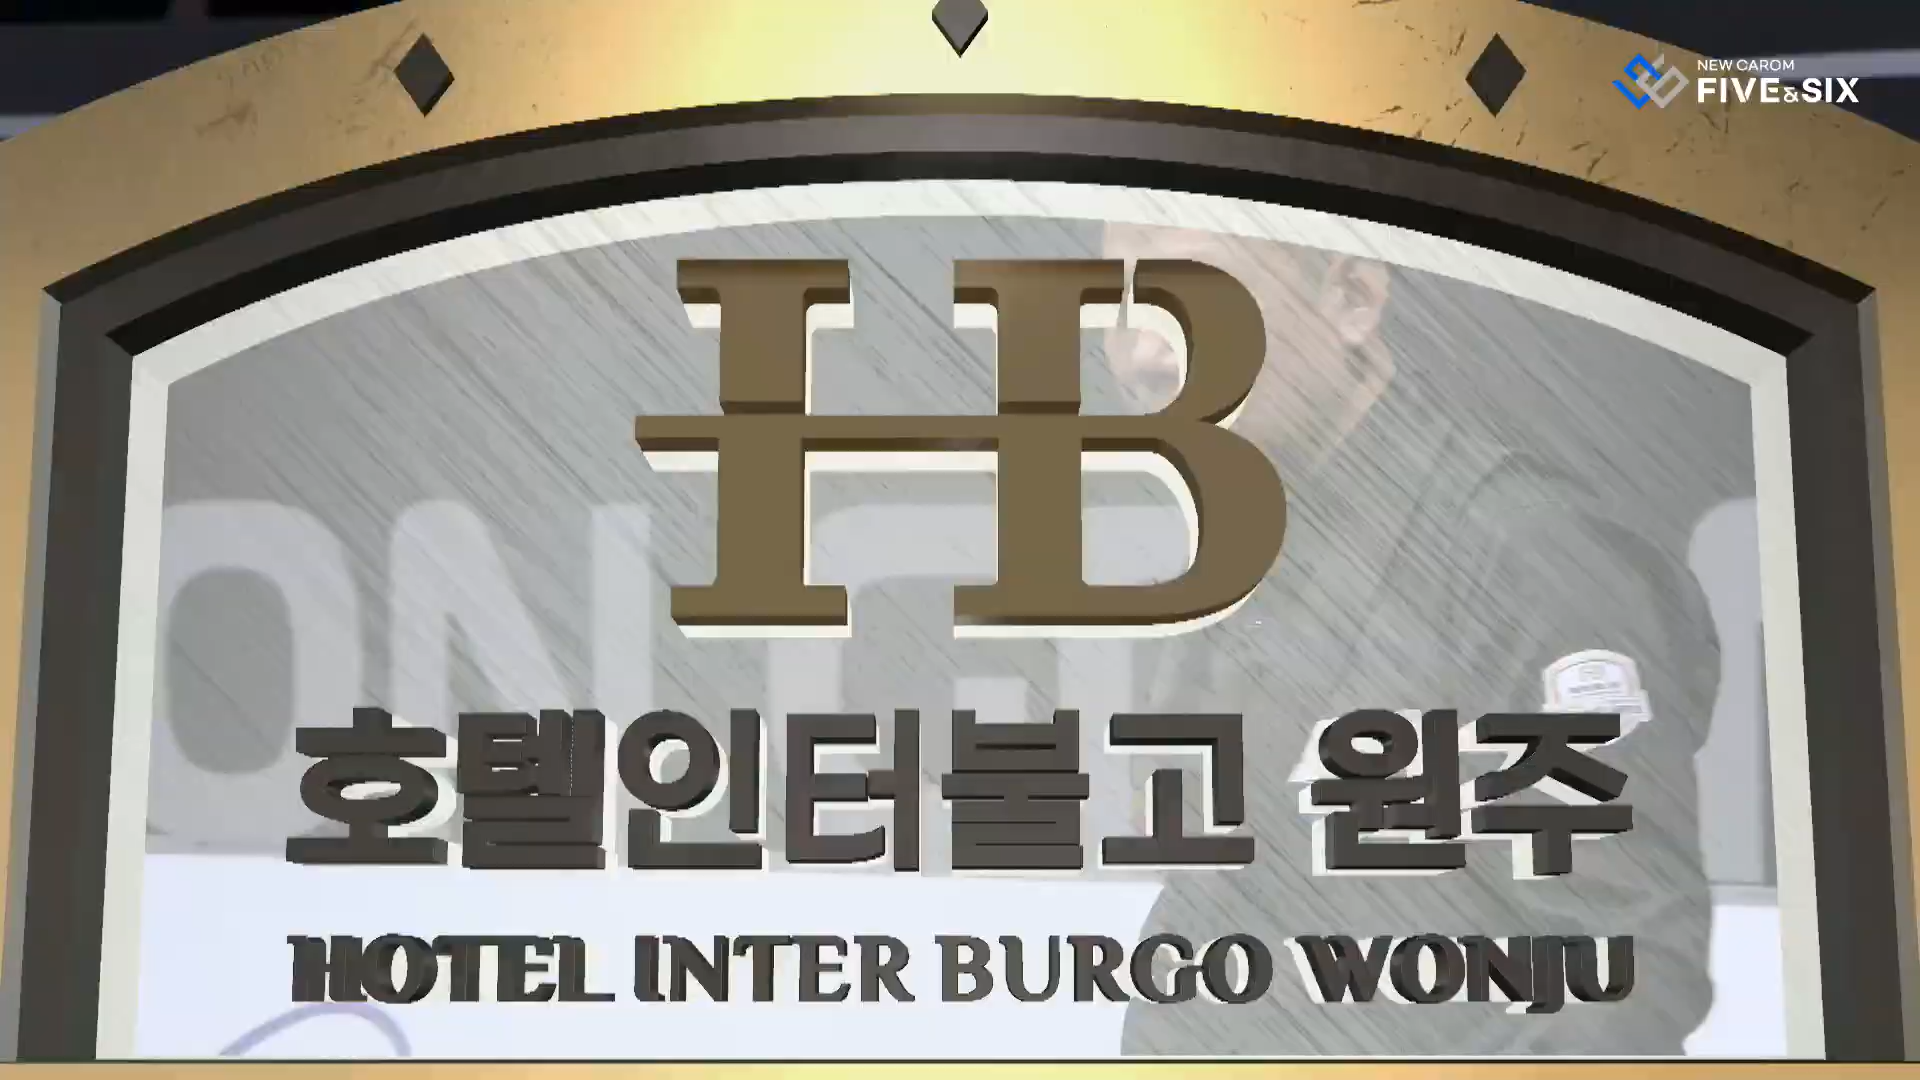 NEW CAROM
FIVE&SIX
HB
호텔인터불고 원주
HOTEL INTER BURGO WONJU